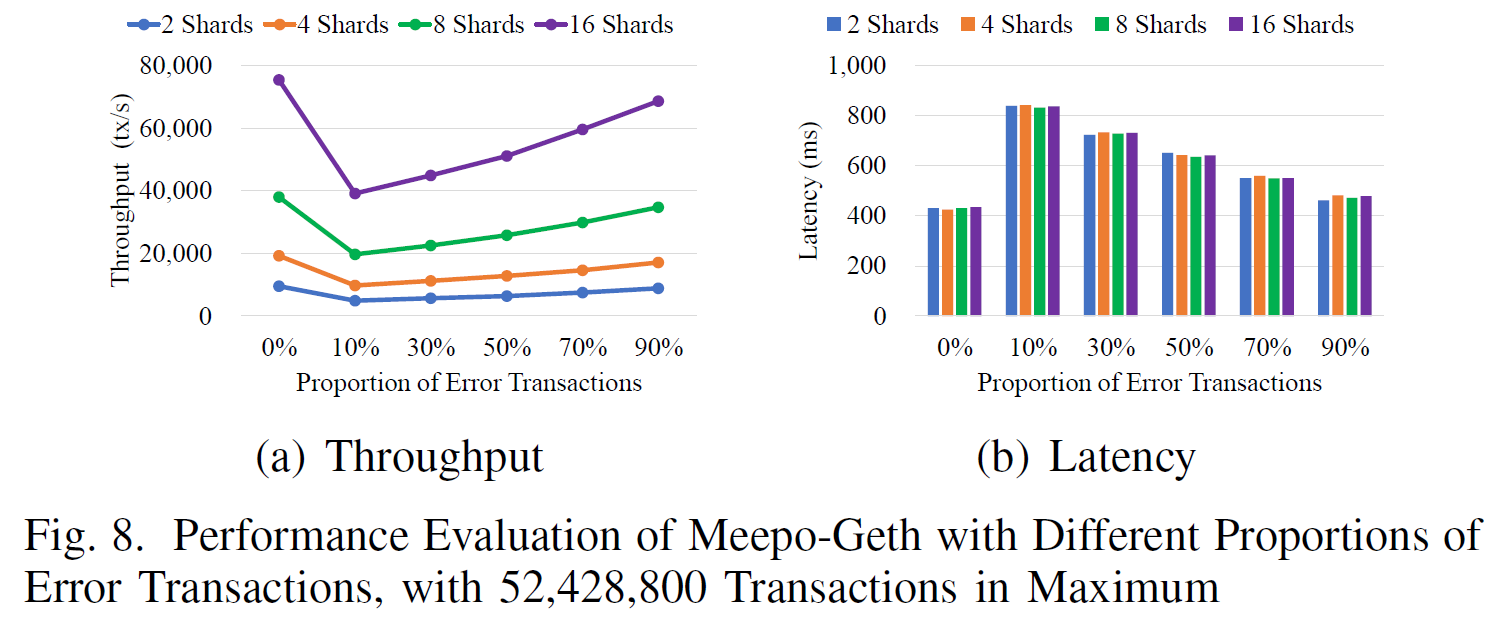 2 Shards 4 Shards 8 Shards 16 Shards
80,000
60,000
40,000
20,000
0
Throughput (tx/s)
0% 10% 30% 50% 70% 90%
Proportion of Error Transactions
(a) Throughput
2 Shards 4 Shards 8 Shards 16 Shards
1,000
800
600
400
200
0
Latency (ms)
0% 10% 30% 50% 70% 90%
Proportion of Error Transactions
(b) Latency
Fig. 8. Performance Evaluation of Meepo-Geth with Different Proportions of
Error Transactions, with 52,428,800 Transactions in Maximum